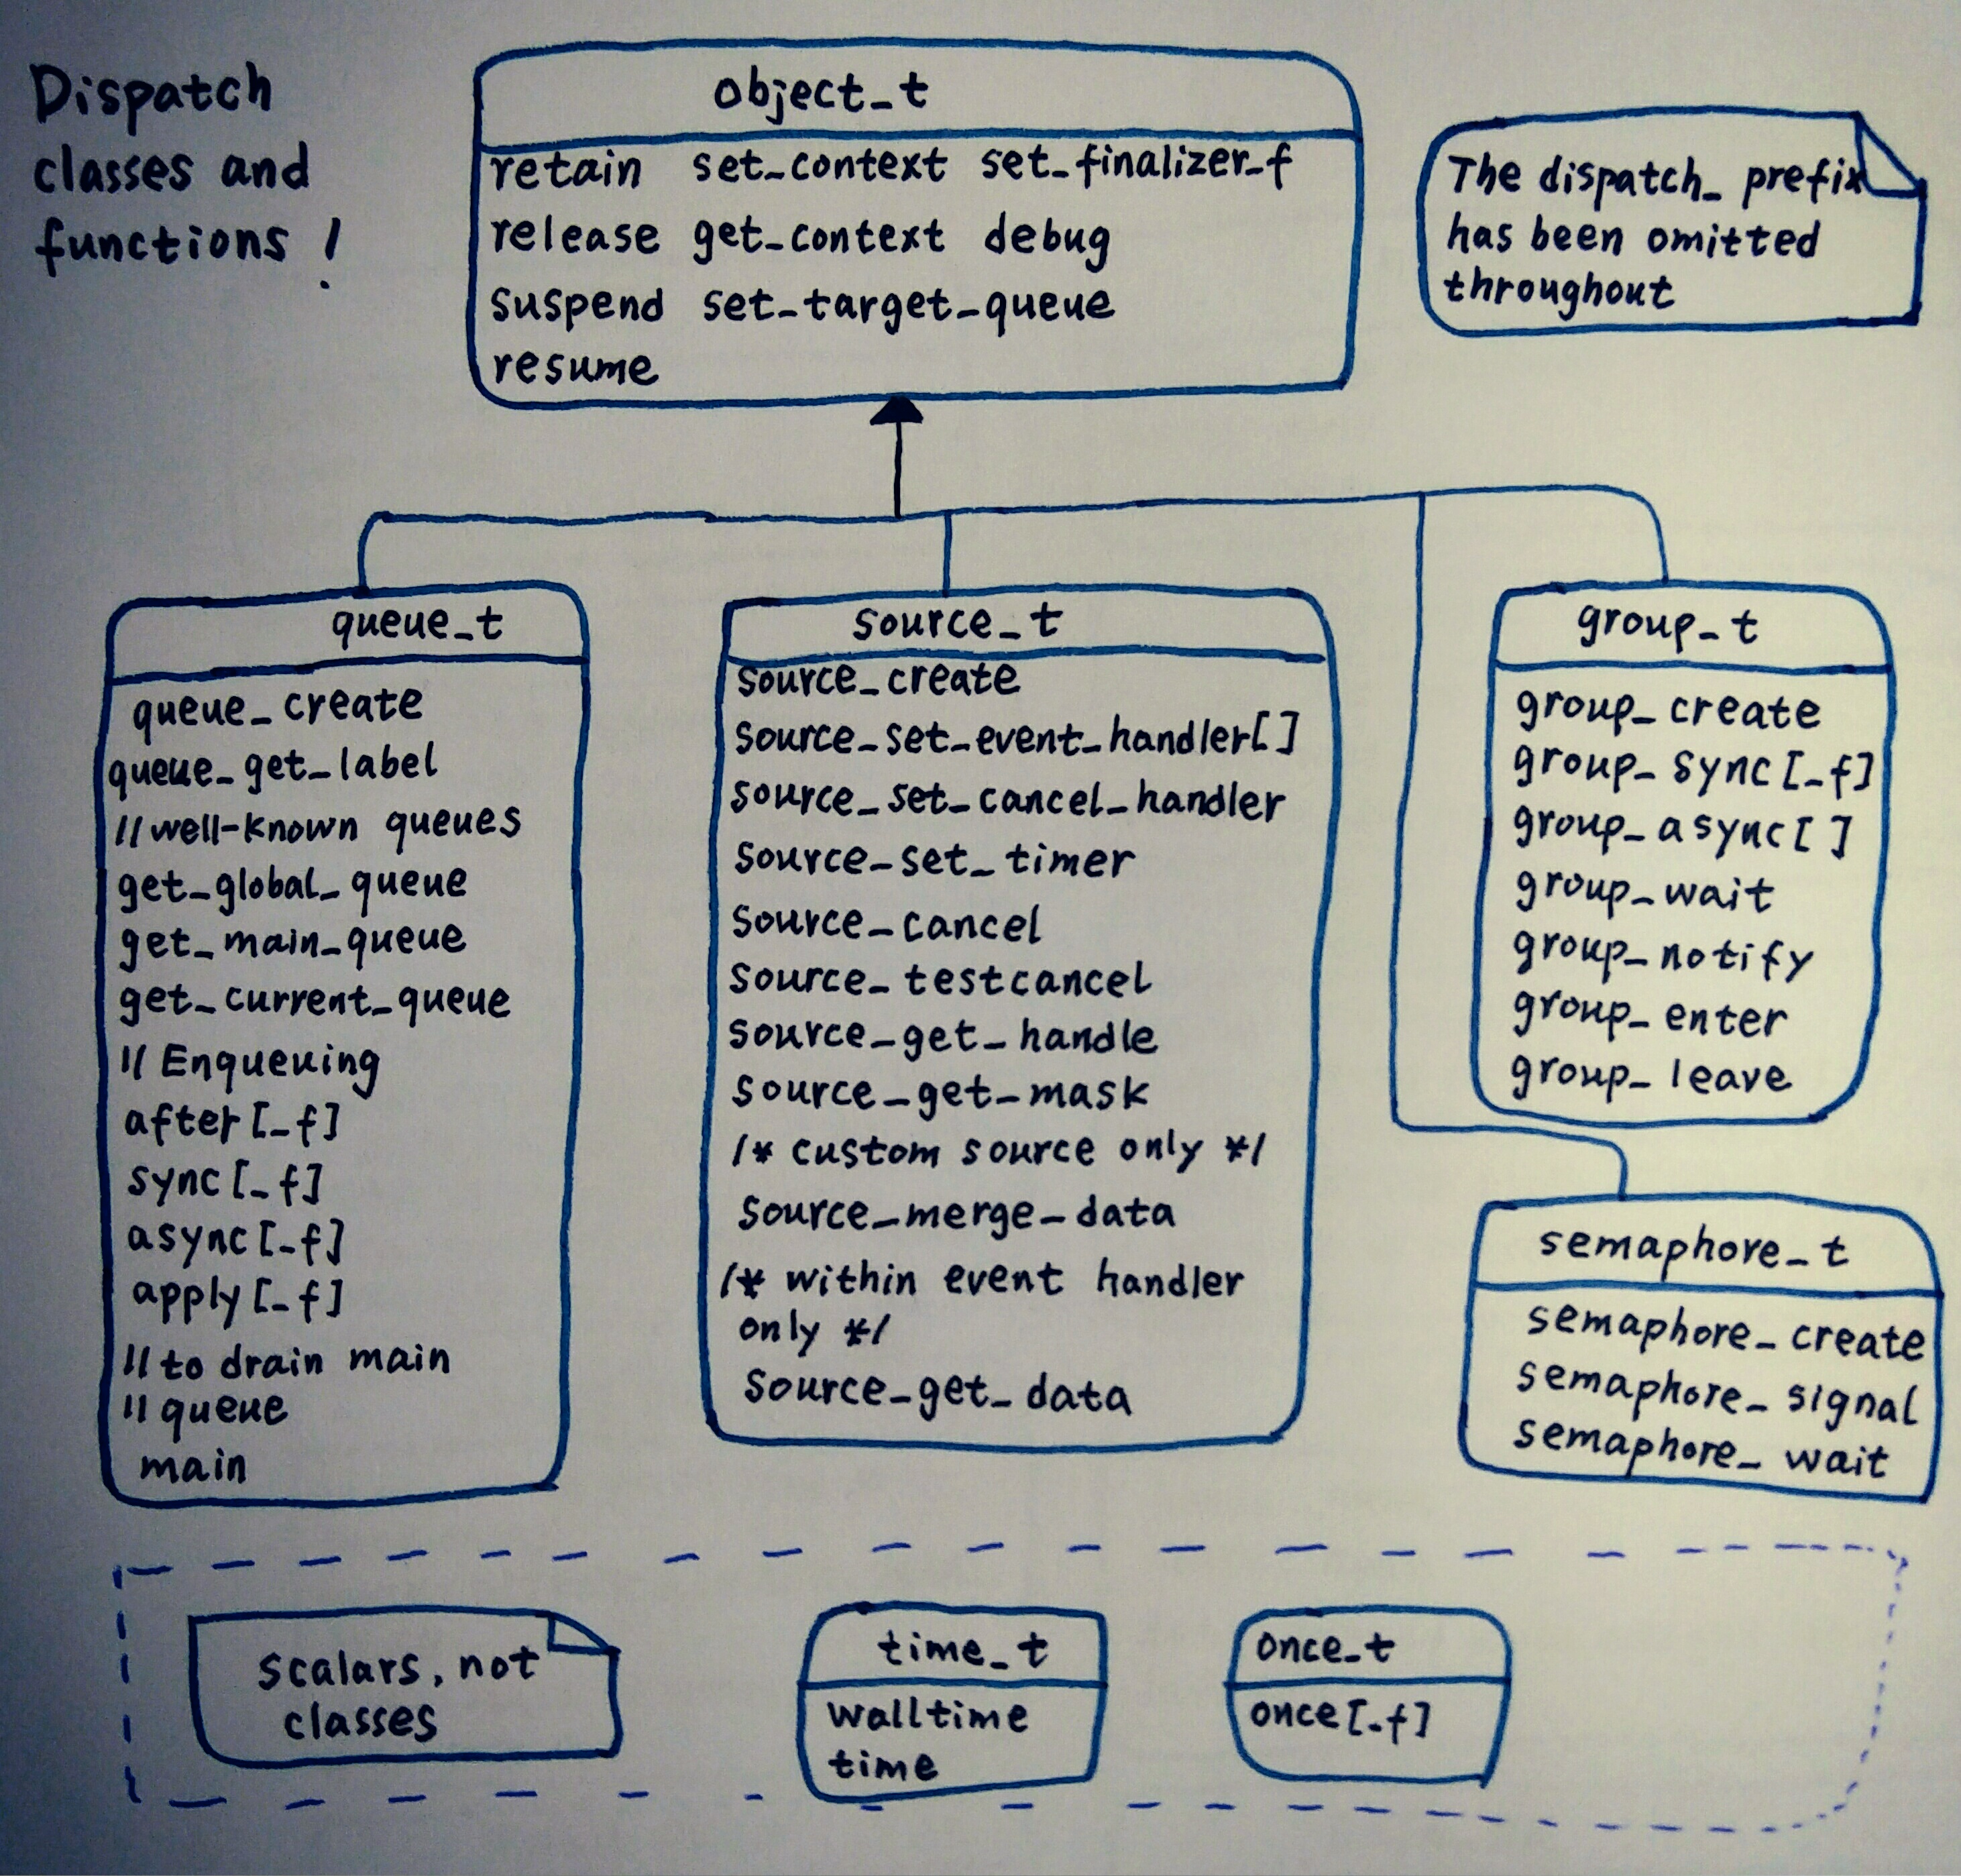 Dispatch
classes and
functions !
object_t
retain set_context set_finalizer_f
release get_context debug
suspend set_target_queue
resume
The dispatch_ prefix
has been omitted
throughout
queue_t
queue_create
queue_get_label
//well-known queues
get_global_queue
get_main_queue
get_current_queue
// Enqueuing
after[_f]
sync[_f]
async[_f]
apply[_f]
// to drain main
// queue
main
source_t
source_create
source_set_event_handler[]
source_set_cancel_handler
source_set_timer
source_cancel
source_testcancel
source_get_handle
source_get_mask
/* custom source only */
source_merge_data
/* within event handler
only */
source_get_data
group_t
group_create
group_sync[_f]
group_async[ ]
group_wait
group_notify
group_enter
group_leave
semaphore_t
semaphore_create
semaphore_signal
semaphore_wait
scalars, not
classes
time_t
walltime
time
once_t
once[_f]